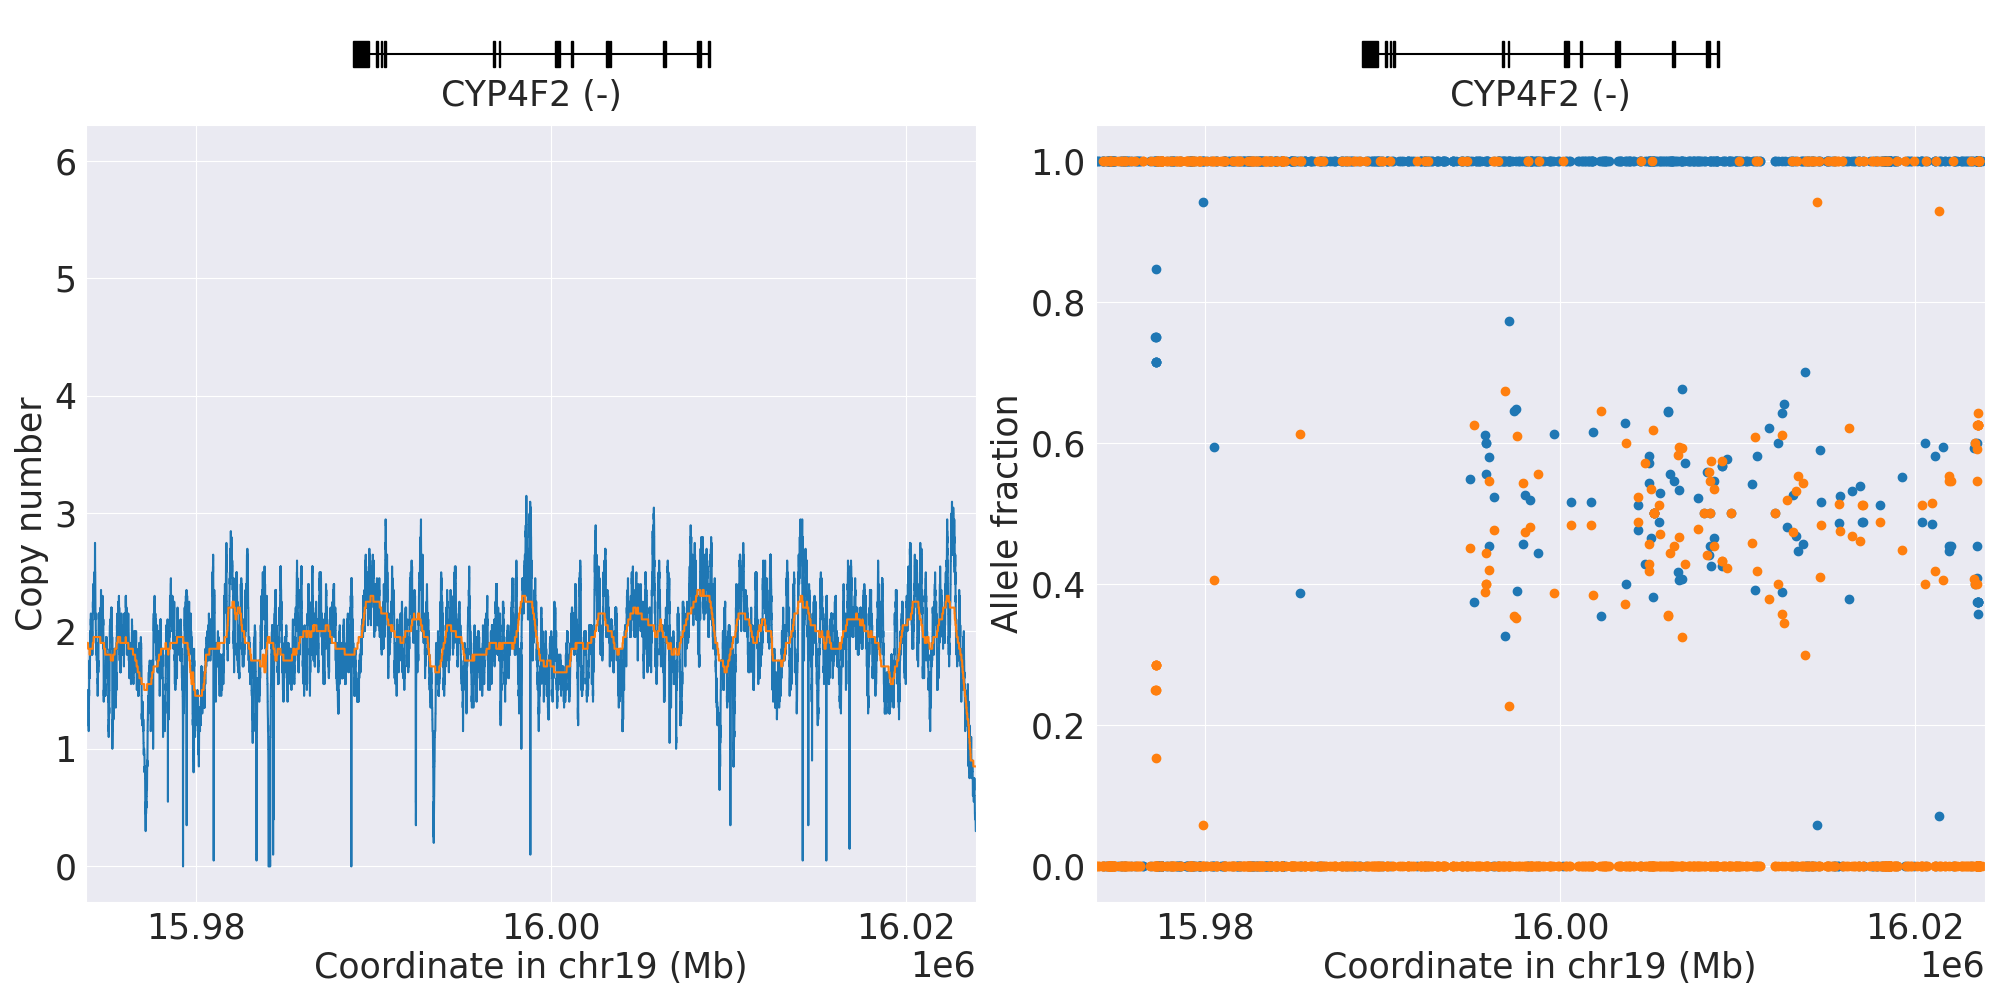 CYP4F2 (-)
6
5
4
3
2
1
0
Copy number
15.98
16.00
16.02
Coordinate in chr19 (Mb)
1e6
CYP4F2 (-)
1.0
0.8
0.6
0.4
0.2
0.0
Allele fraction
15.98
16.00
16.02
Coordinate in chr19 (Mb)
1e6